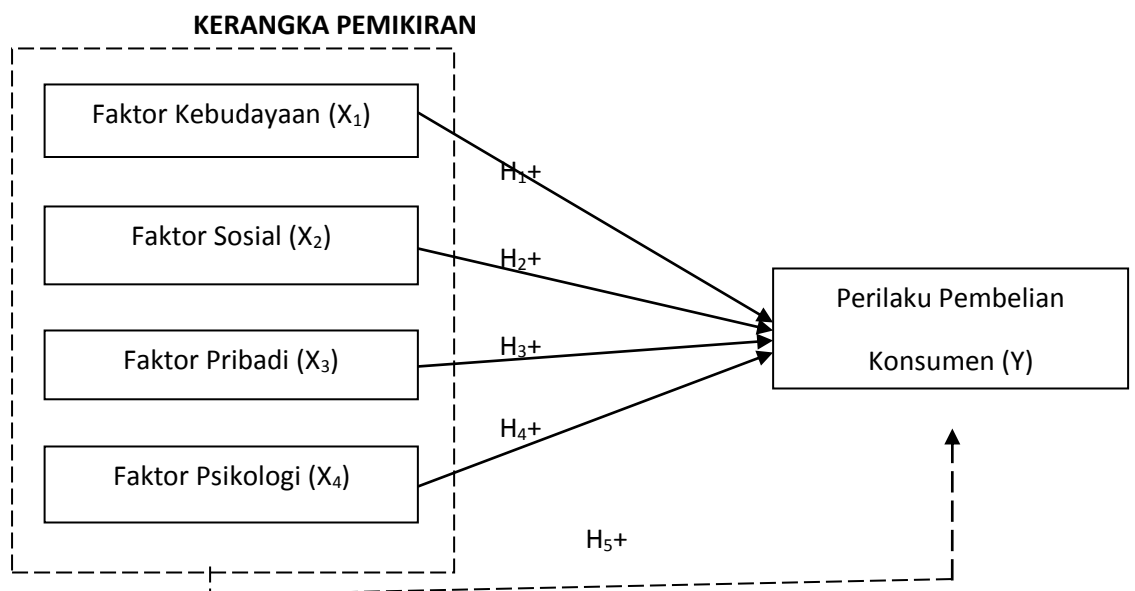 KERANGKA PEMIKIRAN
Faktor Kebudayaan (X₁)
H₁+
Faktor Sosial (X₂)
H₂+
Perilaku Pembelian
Konsumen (Y)
Faktor Pribadi (X₃)
H₃+
H₄+
Faktor Psikologi (X₄)
H₅+